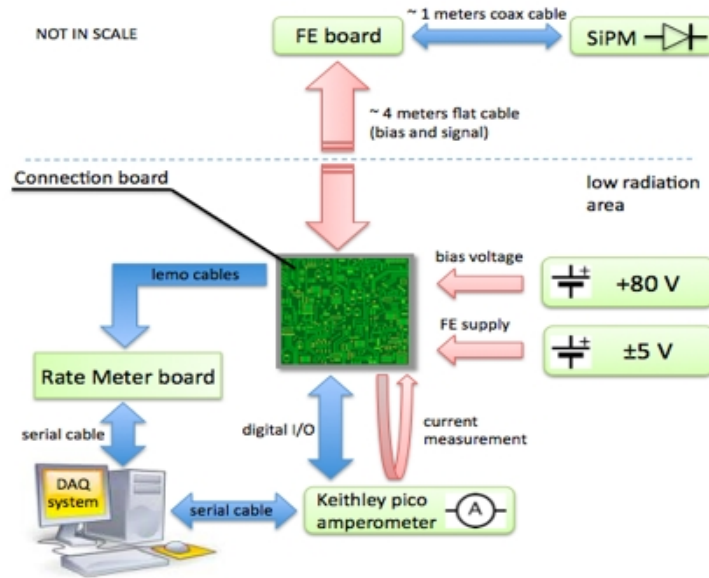 NOT IN SCALE
FE board
~ 1 meters coax cable
SiPM
~ 4 meters flat cable
(bias and signal)
Connection board
low radiation
area
lemo cables
bias voltage
+80 V
FE supply
±5 V
Rate Meter board
serial cable
digital I/O
current
measurement
DAQ
system
serial cable
Keithley pico
amperometer
A